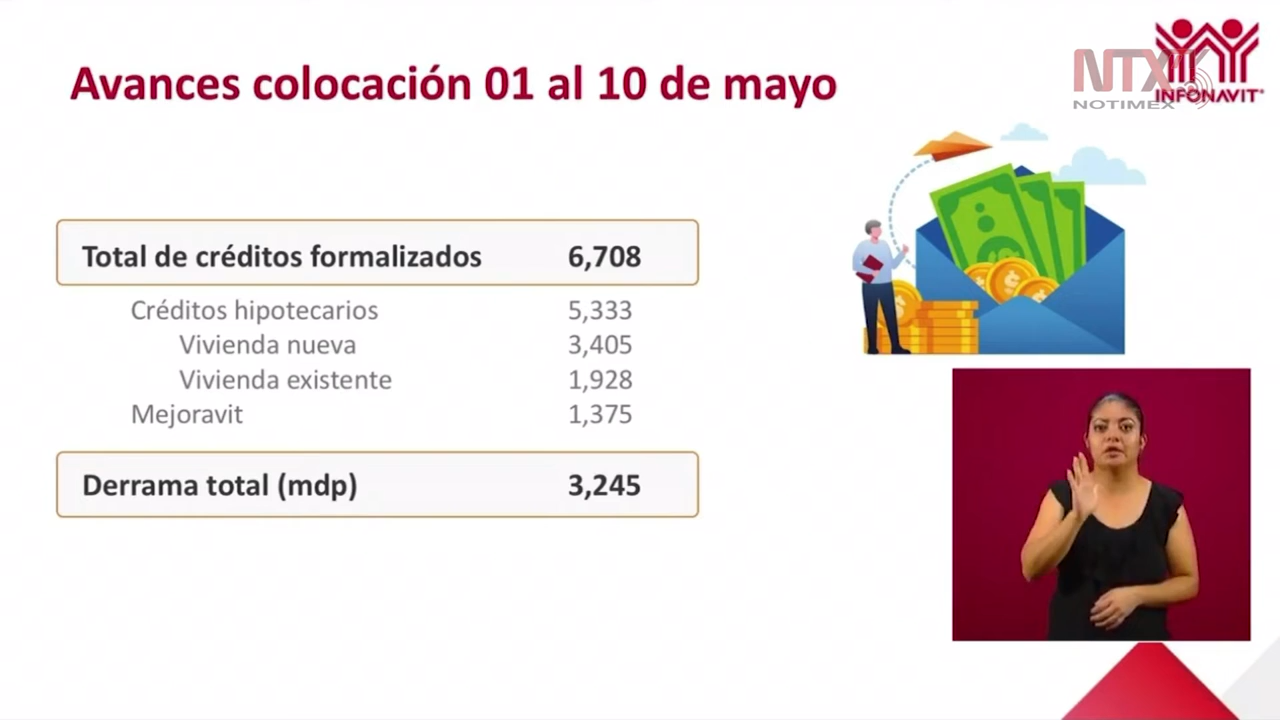 Avances colocación 01 al 10 de mayo
NTX
NOTIMEX
INFONAVIT
Total de créditos formalizados 6,708
Créditos hipotecarios 5,333
Vivienda nueva 3,405
Vivienda existente 1,928
Mejoravit 1,375
Derrama total (mdp) 3,245